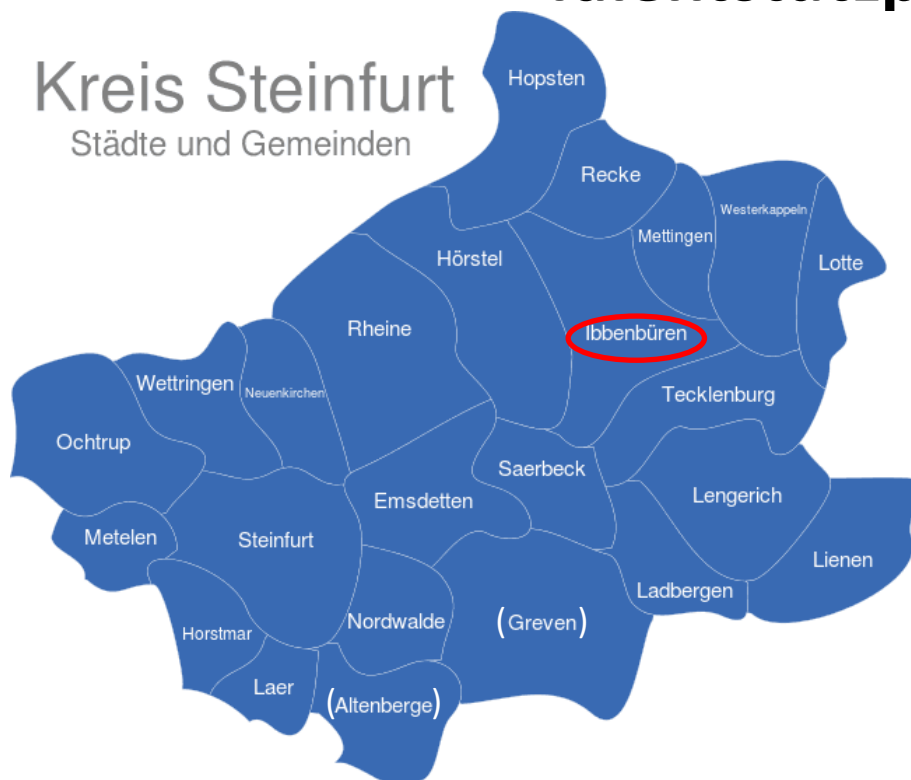 Kreis Steinfurt
Städte und Gemeinden
Hopsten
Recke
Westerkappeln
Mettingen
Hörstel
Lotte
Rheine
Ibbenbüren
Wettringen
Neuenkirchen
Tecklenburg
Ochtrup
Saerbeck
Lengerich
Emsdetten
Metelen
Steinfurt
Lienen
Ladbergen
Nordwalde
(Greven)
Horstmar
Laer
(Altenberge)